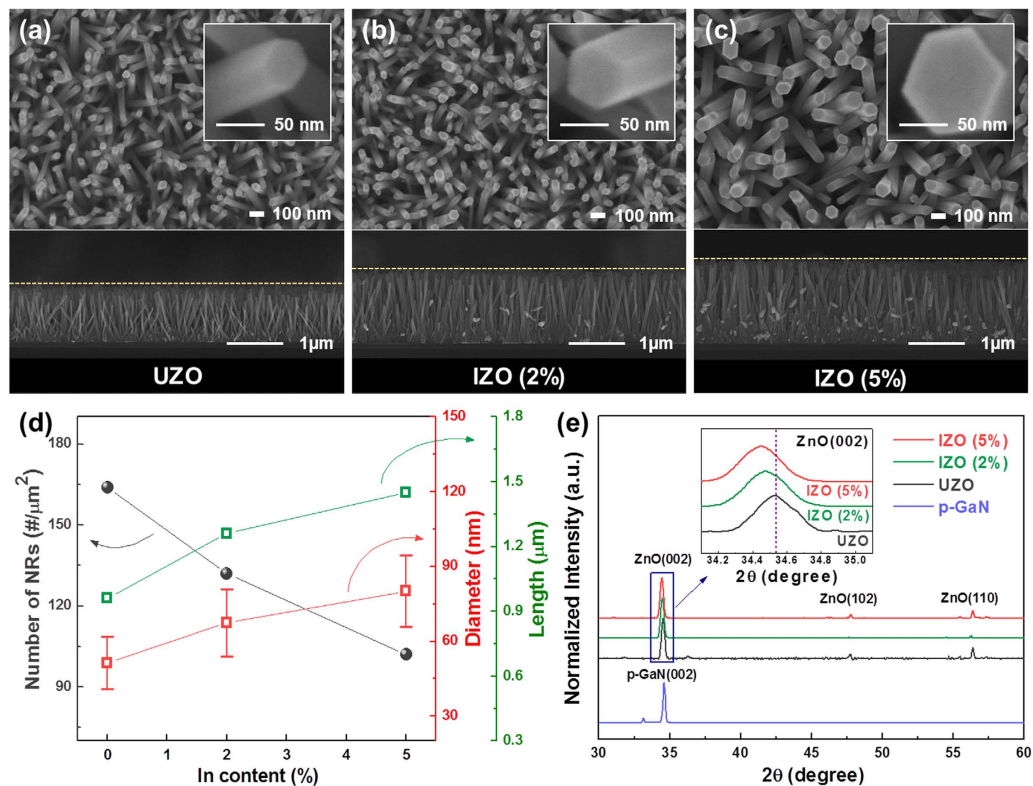 (a)
50 nm
100 nm
1μm
UZO
(b)
50 nm
100 nm
1μm
IZO (2%)
(c)
50 nm
100 nm
1μm
IZO (5%)
(d)
Number of NRs (#/μm²)
180
150
120
90
0 1 2 3 4 5
In content (%)
150
120
90
60
30
Diameter (nm)
1.8
1.5
1.2
0.9
0.6
0.3
Length (μm)
(e)
Normalized Intensity (a.u.)
ZnO(002)
IZO (5%)
IZO (2%)
UZO
34.2 34.4 34.6 34.8 35.0
2θ (degree)
IZO (5%)
IZO (2%)
UZO
p-GaN
ZnO(002)
ZnO(102)
ZnO(110)
p-GaN(002)
30 35 40 45 50 55 60
2θ (degree)